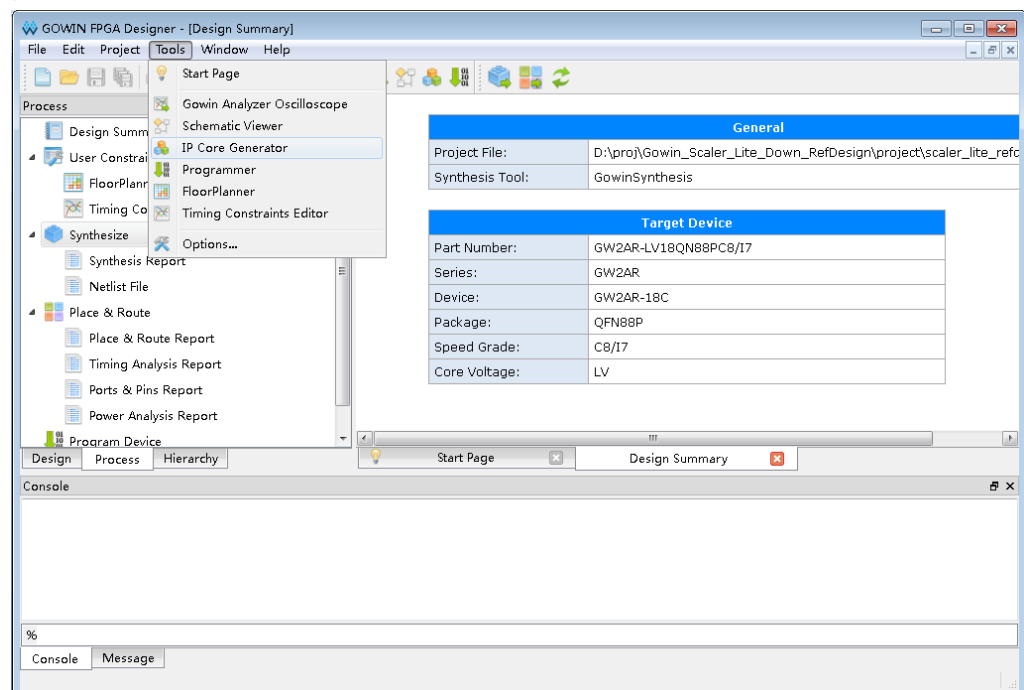 GOWIN FPGA Designer - [Design Summary]
File Edit Project Tools Window Help
Start Page
Gowin Analyzer Oscilloscope
Schematic Viewer
IP Core Generator
Programmer
FloorPlanner
Timing Constraints Editor
Options...
Process
Design Summ
User Constrai
FloorPlann
Timing Co
Synthesize
Synthesis Report
Netlist File
Place & Route
Place & Route Report
Timing Analysis Report
Ports & Pins Report
Power Analysis Report
Program Device
Design Process Hierarchy
General
Project File: D:\proj\Gowin_Scaler_Lite_Down_RefDesign\project\scaler_lite_refd
Synthesis Tool: GowinSynthesis
Target Device
Part Number: GW2AR-LV18QN88PC8/I7
Series: GW2AR
Device: GW2AR-18C
Package: QFN88P
Speed Grade: C8/I7
Core Voltage: LV
Start Page Design Summary
Console
%
Console Message